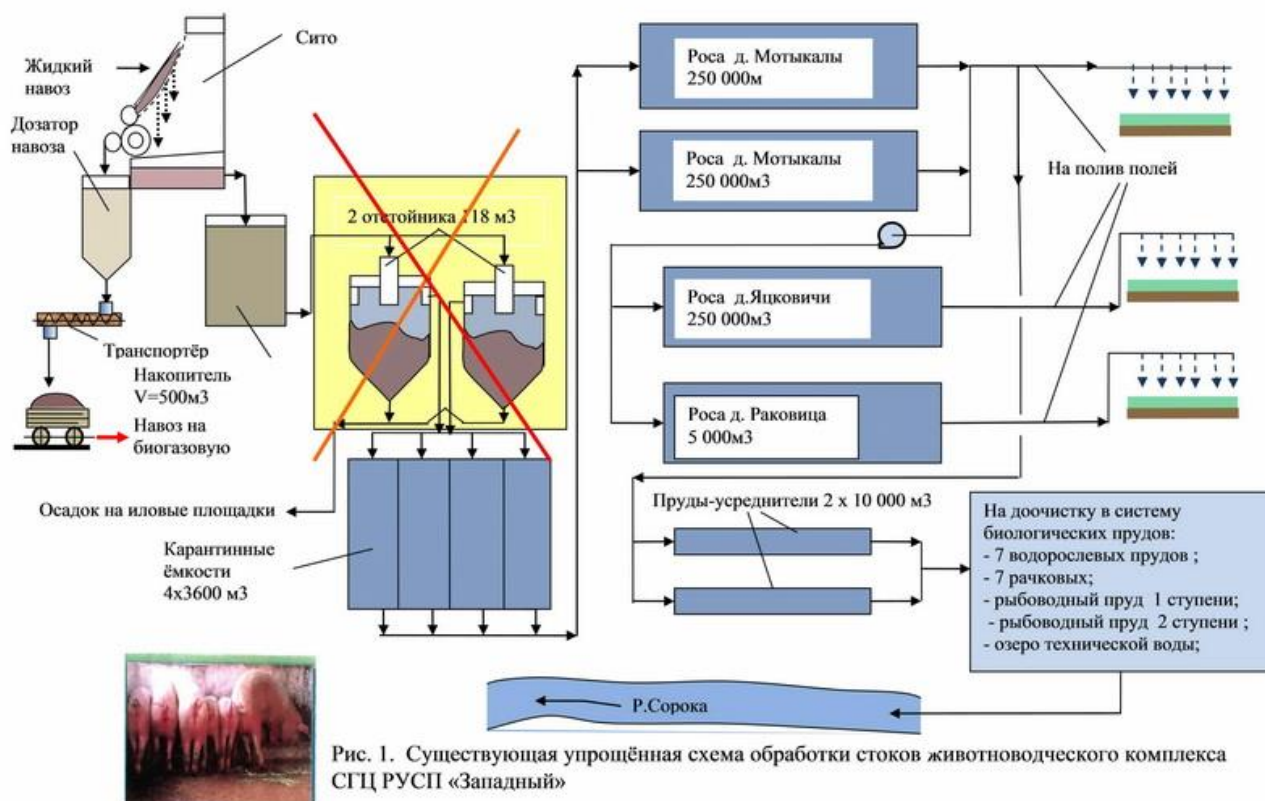 Сито
Жидкий
навоз
Дозатор
навоза
Транспортёр
Накопитель
V=500м3
Навоз на
биогазовую
2 отстойника 118 м3
Осадок на иловые площадки
Карантинные
ёмкости
4х3600 м3
Роса д. Мотыкалы
250 000м
Роса д. Мотыкалы
250 000м3
Роса д.Яцковичи
250 000м3
Роса д. Раковица
5 000м3
На полив полей
Пруды-усреднители 2 х 10 000 м3
На доочистку в систему
биологических прудов:
- 7 водорослевых прудов ;
- 7 рачковых;
- рыбоводный пруд 1 ступени;
- рыбоводный пруд 2 ступени ;
- озеро технической воды;
Р.Сорока
Рис. 1. Существующая упрощённая схема обработки стоков животноводческого комплекса
СГЦ РУСП «Западный»